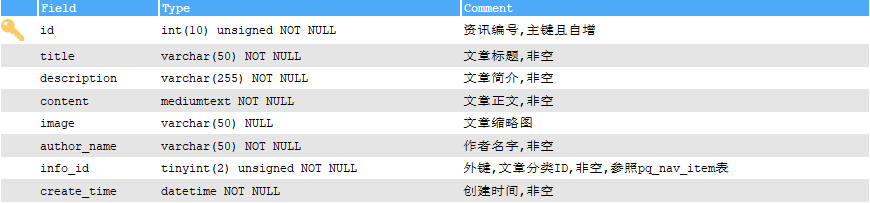 Field Type Comment
id int(10) unsigned NOT NULL 资讯编号,主键且自增
title varchar(50) NOT NULL 文章标题,非空
description varchar(255) NOT NULL 文章简介,非空
content mediumtext NOT NULL 文章正文,非空
image varchar(50) NULL 文章缩略图
author_name varchar(50) NOT NULL 作者名字,非空
info_id tinyint(2) unsigned NOT NULL 外键,文章分类ID,非空,参照pq_nav_item表
create_time datetime NOT NULL 创建时间,非空